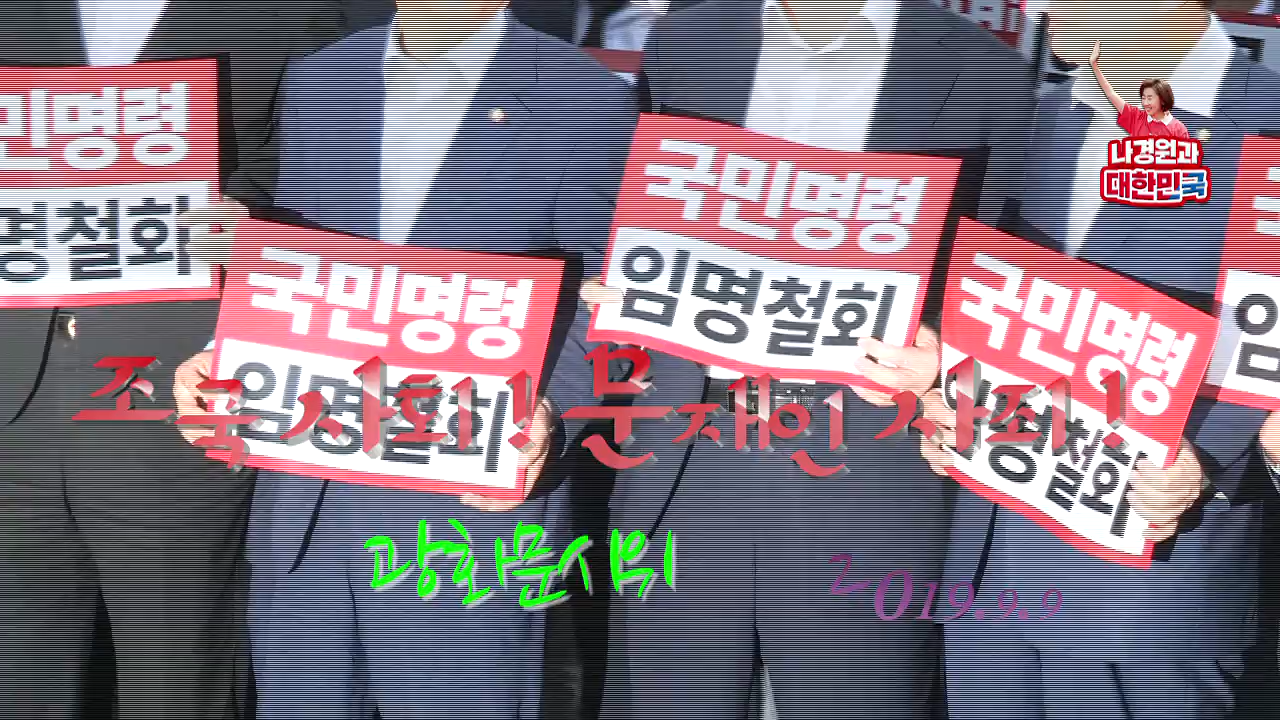 민명령
명철회
국민명령
임명철회
국민명령
임명철회
국민명령
임명철회
나경원과
대한민국
조국 사퇴! 문재인 사죄!
광화문시위
2019.9.9